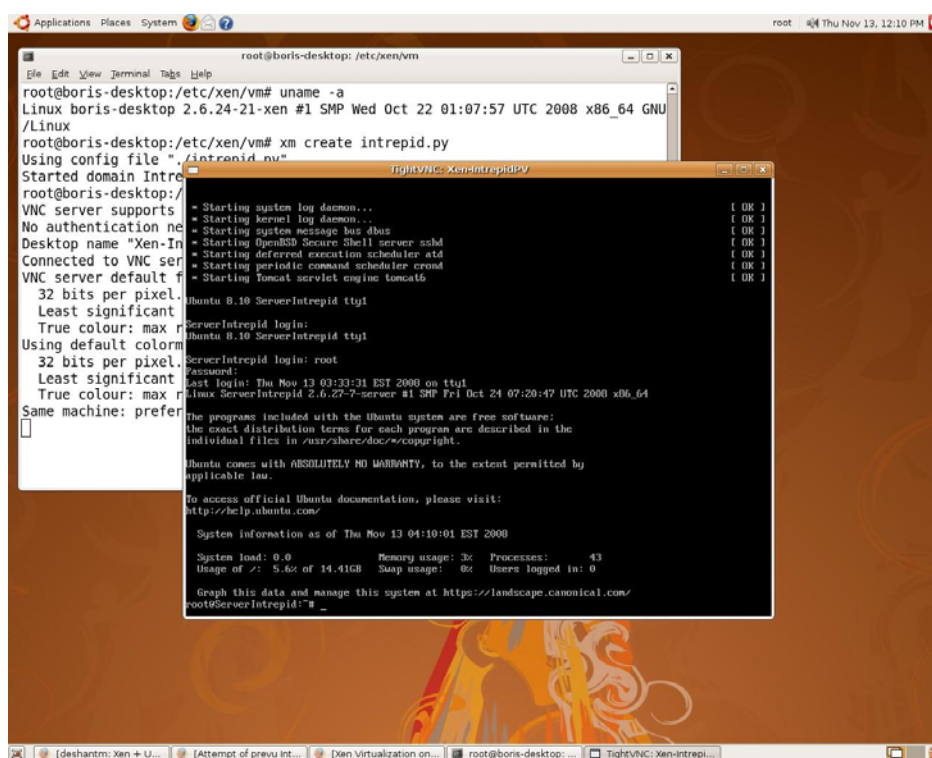 Applications Places System root Thu Nov 13, 12:10 PM
root@boris-desktop: /etc/xen/vm
File Edit View Terminal Tabs Help
root@boris-desktop:/etc/xen/vm# uname -a
Linux boris-desktop 2.6.24-21-xen #1 SMP Wed Oct 22 01:07:57 UTC 2008 x86_64 GNU
/Linux
root@boris-desktop:/etc/xen/vm# xm create intrepid.py
Using config file "./intrepid.py"
Started domain Intre
root@boris-desktop:/
VNC server supports
No authentication ne
Desktop name "Xen-In
Connected to VNC ser
VNC server default f
32 bits per pixel.
Least significant
True colour: max r
Using default colorm
32 bits per pixel.
Least significant
True colour: max r
Same machine: prefer
TightVNC: Xen-IntrepidPV
* Starting system log daemon... [ OK ]
* Starting kernel log daemon... [ OK ]
* Starting system message bus dbus [ OK ]
* Starting OpenBSD Secure Shell server sshd [ OK ]
* Starting deferred execution scheduler atd [ OK ]
* Starting periodic command scheduler crond [ OK ]
* Starting Tomcat servlet engine tomcat6 [ OK ]
Ubuntu 8.10 ServerIntrepid tty1
ServerIntrepid login:
Ubuntu 8.10 ServerIntrepid tty1
ServerIntrepid login: root
Password:
Last login: Thu Nov 13 03:33:31 EST 2008 on tty1
Linux ServerIntrepid 2.6.27-7-server #1 SMP Fri Oct 24 07:20:47 UTC 2008 x86_64
The programs included with the Ubuntu system are free software;
the exact distribution terms for each program are described in the
individual files in /usr/share/doc/*/copyright.
Ubuntu comes with ABSOLUTELY NO WARRANTY, to the extent permitted by
applicable law.
To access official Ubuntu documentation, please visit:
http://help.ubuntu.com/
System information as of Thu Nov 13 04:10:01 EST 2008
System load: 0.0 Memory usage: 3% Processes: 43
Usage of /: 5.6% of 14.41GB Swap usage: 0% Users logged in: 0
Graph this data and manage this system at https://landscape.canonical.com/
root@ServerIntrepid:~# _
[deshantm: Xen + U... [Attempt of prevu Int... [Xen Virtualization on... root@boris-desktop: ... TightVNC: Xen-Intrepi...